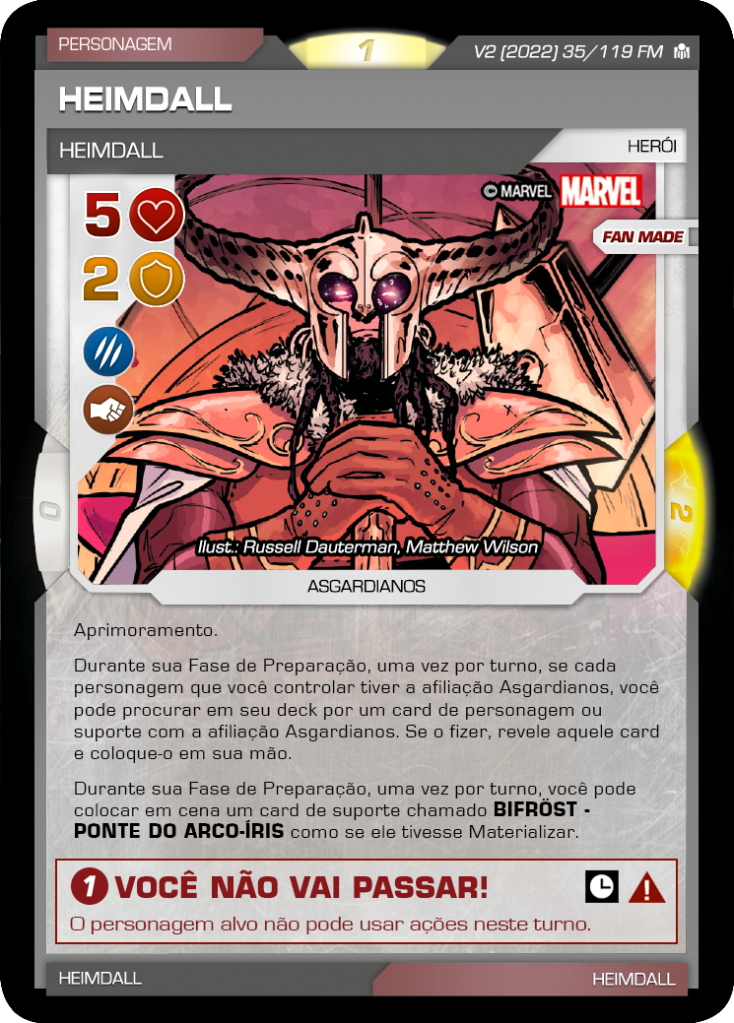 PERSONAGEM
1
V2 (2022) 35/119 FM
HEIMDALL
HEIMDALL
HERÓI
5
© MARVEL MARVEL
FAN MADE
2
0
2
Ilust.: Russell Dauterman, Matthew Wilson
ASGARDIANOS
Aprimoramento.
Durante sua Fase de Preparação, uma vez por turno, se cada
personagem que você controlar tiver a afiliação Asgardianos, você
pode procurar em seu deck por um card de personagem ou
suporte com a afiliação Asgardianos. Se o fizer, revele aquele card
e coloque-o em sua mão.
Durante sua Fase de Preparação, uma vez por turno, você pode
colocar em cena um card de suporte chamado BIFRÖST -
PONTE DO ARCO-ÍRIS como se ele tivesse Materializar.
1 VOCÊ NÃO VAI PASSAR!
O personagem alvo não pode usar ações neste turno.
HEIMDALL
HEIMDALL